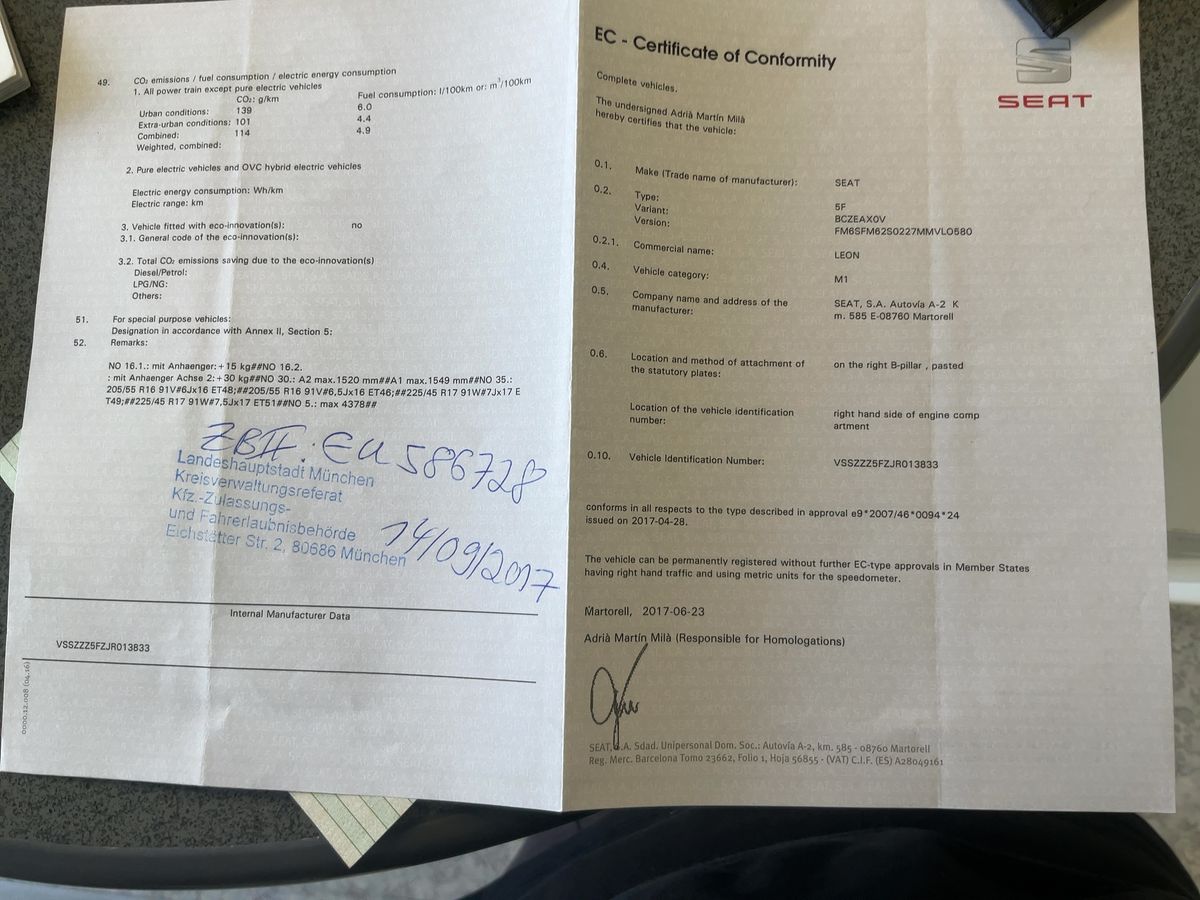 49. CO₂ emissions / fuel consumption / electric energy consumption
1. All power train except pure electric vehicles
CO₂: g/km Fuel consumption: l/100km or: m³/100km
Urban conditions: 139 6.0
Extra-urban conditions: 101 4.4
Combined: 114 4.9
Weighted, combined:
2. Pure electric vehicles and OVC hybrid electric vehicles
Electric energy consumption: Wh/km
Electric range: km
3. Vehicle fitted with eco-innovation(s): no
3.1. General code of the eco-innovation(s):
3.2. Total CO₂ emissions saving due to the eco-innovation(s)
Diesel/Petrol:
LPG/NG:
Others:
51. For special purpose vehicles:
Designation in accordance with Annex II, Section 5:
52. Remarks:
NO 16.1.: mit Anhaenger:+15 kg##NO 16.2.
: mit Anhaenger Achse 2:+30 kg##NO 30.: A2 max.1520 mm##A1 max.1549 mm##NO 35.:
205/55 R16 91V#6Jx16 ET48;##205/55 R16 91V#6,5Jx16 ET46;##225/45 R17 91W#7Jx17 E
T49;##225/45 R17 91W#7,5Jx17 ET51##NO 5.: max 4378##
ZBII. EU 586728
Landeshauptstadt München
Kreisverwaltungsreferat
Kfz.-Zulassungs-
und Fahrerlaubnisbehörde
Eichstätter Str. 2, 80686 München
14/09/2017
Internal Manufacturer Data
VSSZZZ5FZJR013833
0000.12.008 (04.16)
EC - Certificate of Conformity
SEAT
Complete vehicles.
The undersigned Adrià Martín Milà
hereby certifies that the vehicle:
0.1. Make (Trade name of manufacturer): SEAT
0.2. Type: 5F
Variant: BCZEAX0V
Version: FM6SFM62S0227MMVLO580
0.2.1. Commercial name: LEON
0.4. Vehicle category: M1
0.5. Company name and address of the manufacturer: SEAT, S.A. Autovía A-2 K
m. 585 E-08760 Martorell
0.6. Location and method of attachment of the statutory plates: on the right B-pillar , pasted
Location of the vehicle identification number: right hand side of engine comp
artment
0.10. Vehicle Identification Number: VSSZZZ5FZJR013833
conforms in all respects to the type described in approval e9*2007/46*0094*24
issued on 2017-04-28.
The vehicle can be permanently registered without further EC-type approvals in Member States
having right hand traffic and using metric units for the speedometer.
Martorell, 2017-06-23
Adrià Martín Milà (Responsible for Homologations)
SEAT, S.A. Sdad. Unipersonal Dom. Soc.: Autovía A-2, km. 585 · 08760 Martorell
Reg. Merc. Barcelona Tomo 23662, Folio 1, Hoja 56855 · (VAT) C.I.F. (ES) A28049161